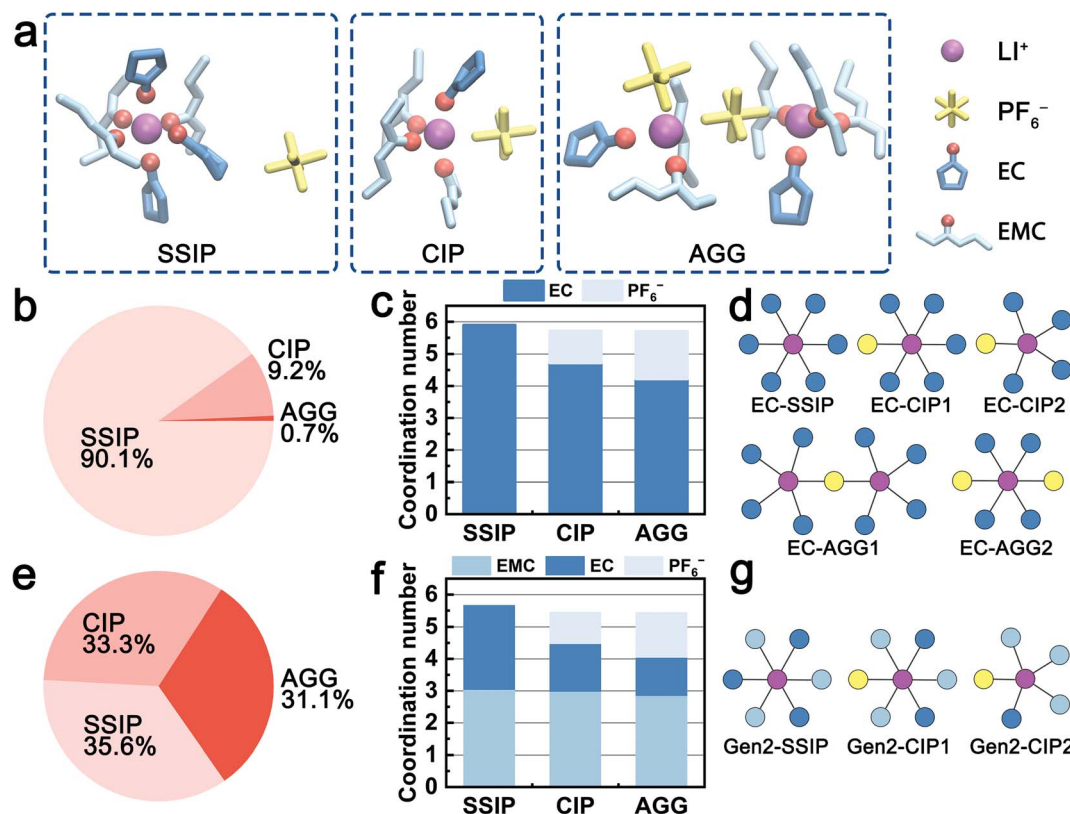 a
SSIP
CIP
AGG
LI⁺
PF₆⁻
EC
EMC
b
CIP
9.2%
AGG
0.7%
SSIP
90.1%
c
EC PF₆⁻
Coordination number
6
5
4
3
2
1
0
SSIP CIP AGG
d
EC-SSIP EC-CIP1 EC-CIP2
EC-AGG1 EC-AGG2
e
CIP
33.3%
AGG
31.1%
SSIP
35.6%
f
EMC EC PF₆⁻
Coordination number
6
5
4
3
2
1
0
SSIP CIP AGG
g
Gen2-SSIP Gen2-CIP1 Gen2-CIP2